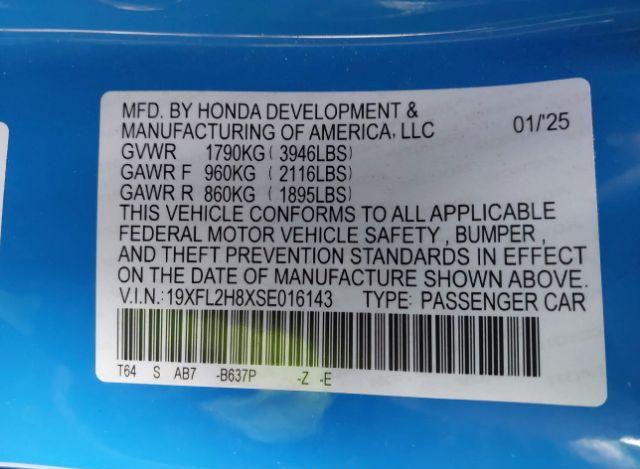 MFD. BY HONDA DEVELOPMENT &
MANUFACTURING OF AMERICA, LLC 01/'25
GVWR 1790KG ( 3946LBS )
GAWR F 960KG ( 2116LBS )
GAWR R 860KG ( 1895LBS )
THIS VEHICLE CONFORMS TO ALL APPLICABLE
FEDERAL MOTOR VEHICLE SAFETY , BUMPER ,
AND THEFT PREVENTION STANDARDS IN EFFECT
ON THE DATE OF MANUFACTURE SHOWN ABOVE.
V.I.N.: 19XFL2H8XSE016143 TYPE: PASSENGER CAR
T64 S AB7 -B637P -Z -E